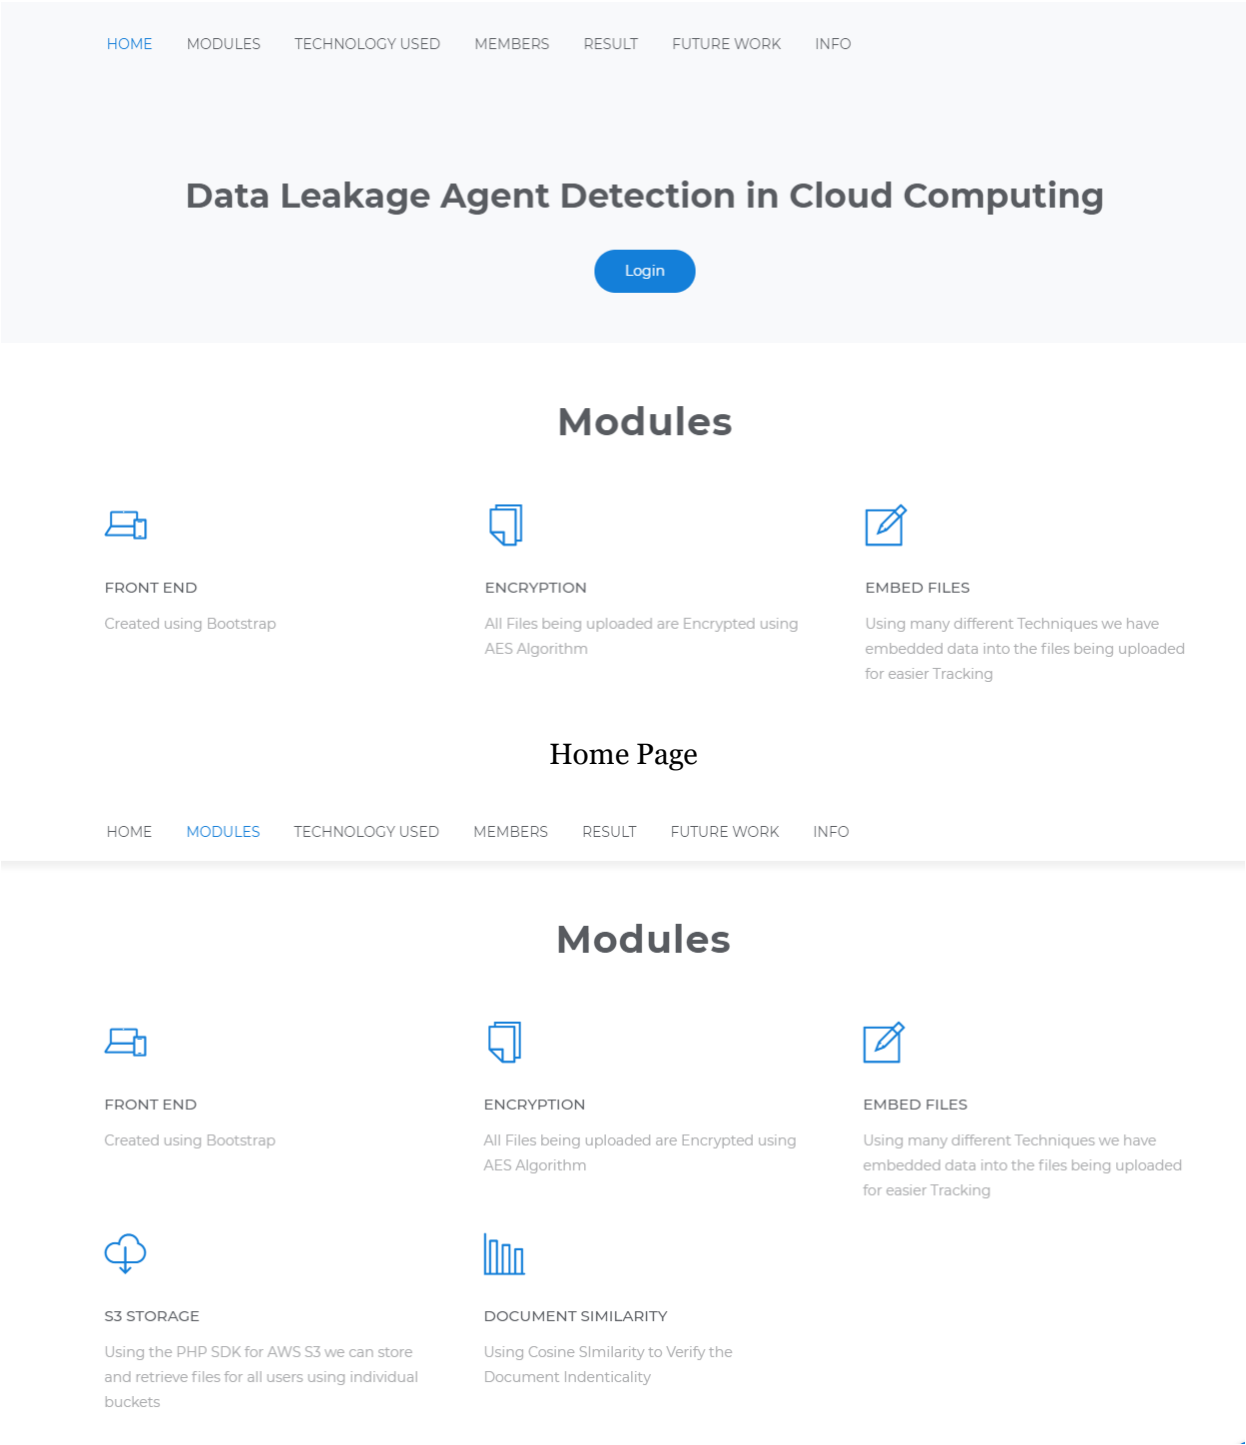 HOME MODULES TECHNOLOGY USED MEMBERS RESULT FUTURE WORK INFO
Data Leakage Agent Detection in Cloud Computing
Login
Modules
FRONT END
Created using Bootstrap
ENCRYPTION
All Files being uploaded are Encrypted using
AES Algorithm
EMBED FILES
Using many different Techniques we have
embedded data into the files being uploaded
for easier Tracking
Home Page
HOME MODULES TECHNOLOGY USED MEMBERS RESULT FUTURE WORK INFO
Modules
FRONT END
Created using Bootstrap
ENCRYPTION
All Files being uploaded are Encrypted using
AES Algorithm
EMBED FILES
Using many different Techniques we have
embedded data into the files being uploaded
for easier Tracking
S3 STORAGE
Using the PHP SDK for AWS S3 we can store
and retrieve files for all users using individual
buckets
DOCUMENT SIMILARITY
Using Cosine SImilarity to Verify the
Document Indenticality